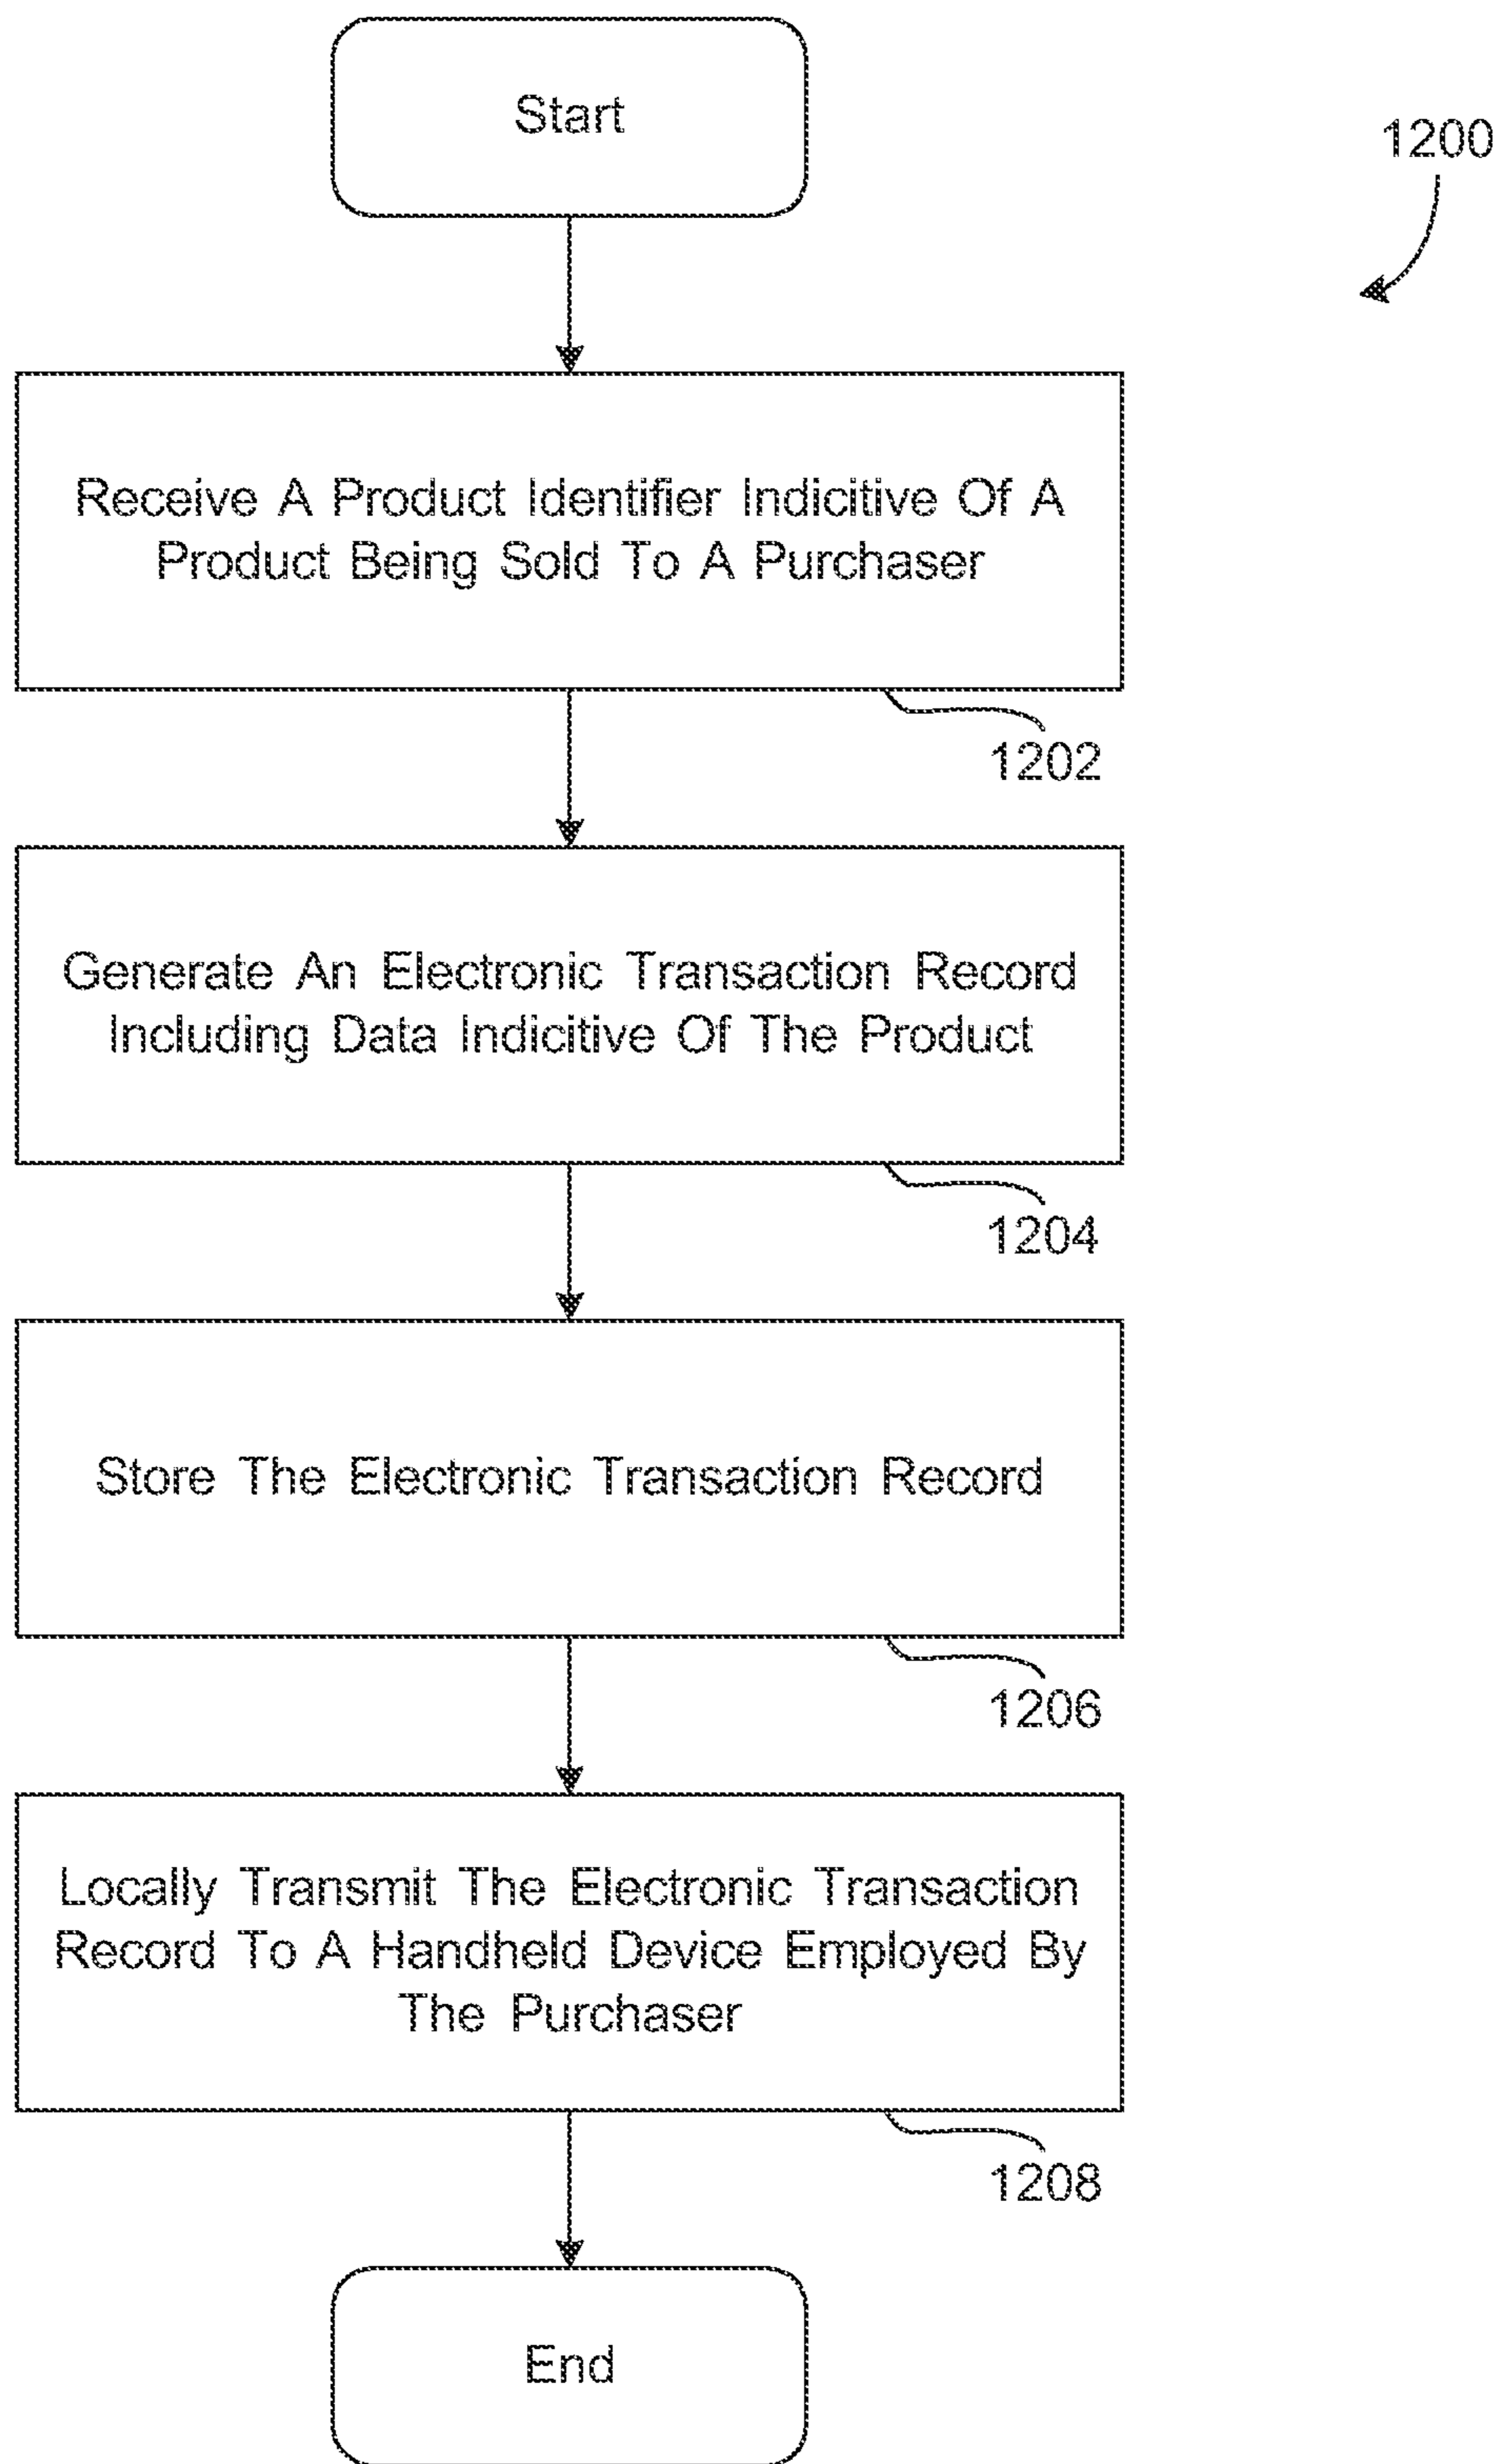 Start
1200
Receive A Product Identifier Indicitive Of A
Product Being Sold To A Purchaser
1202
Generate An Electronic Transaction Record
Including Data Indicitive Of The Product
1204
Store The Electronic Transaction Record
1206
Locally Transmit The Electronic Transaction
Record To A Handheld Device Employed By
The Purchaser
1208
End